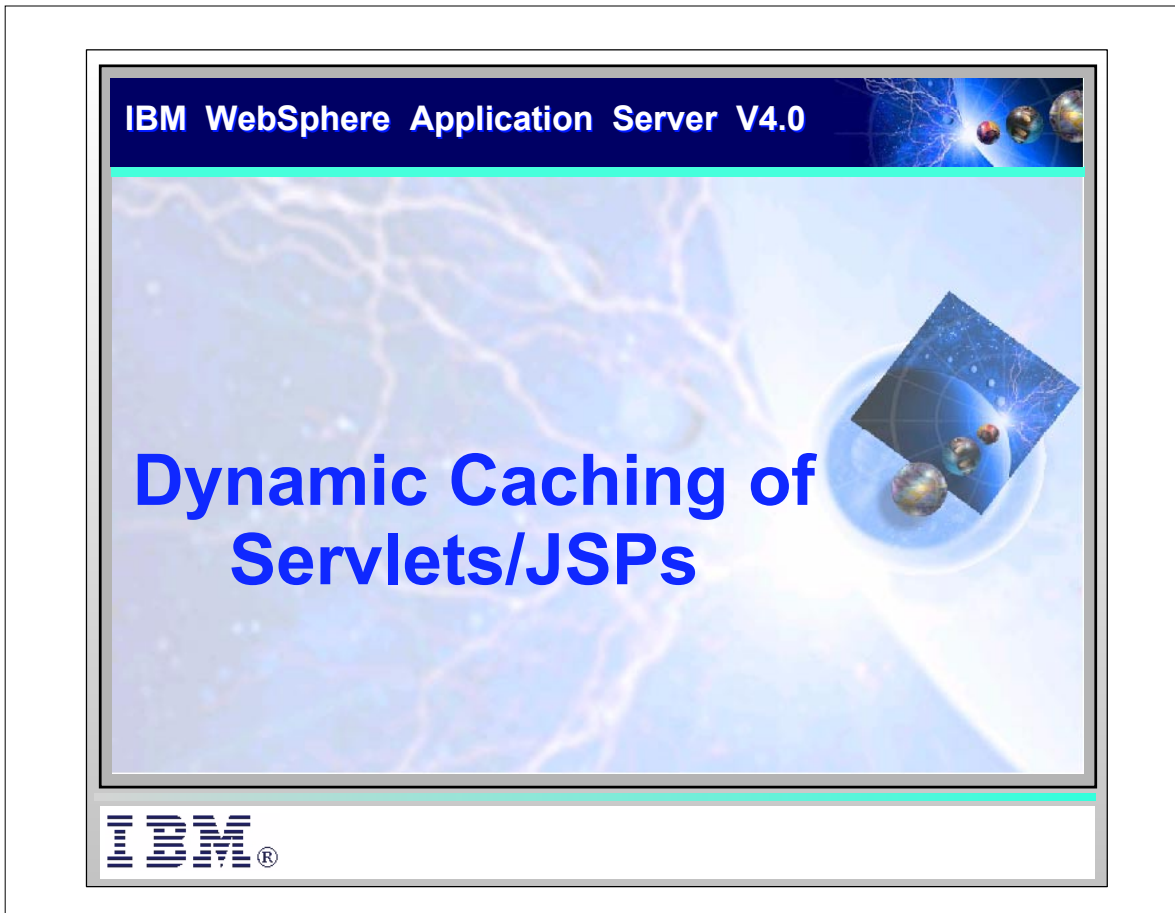 IBM WebSphere Application Server V4.0
Dynamic Caching of
Servlets/JSPs
IBM®